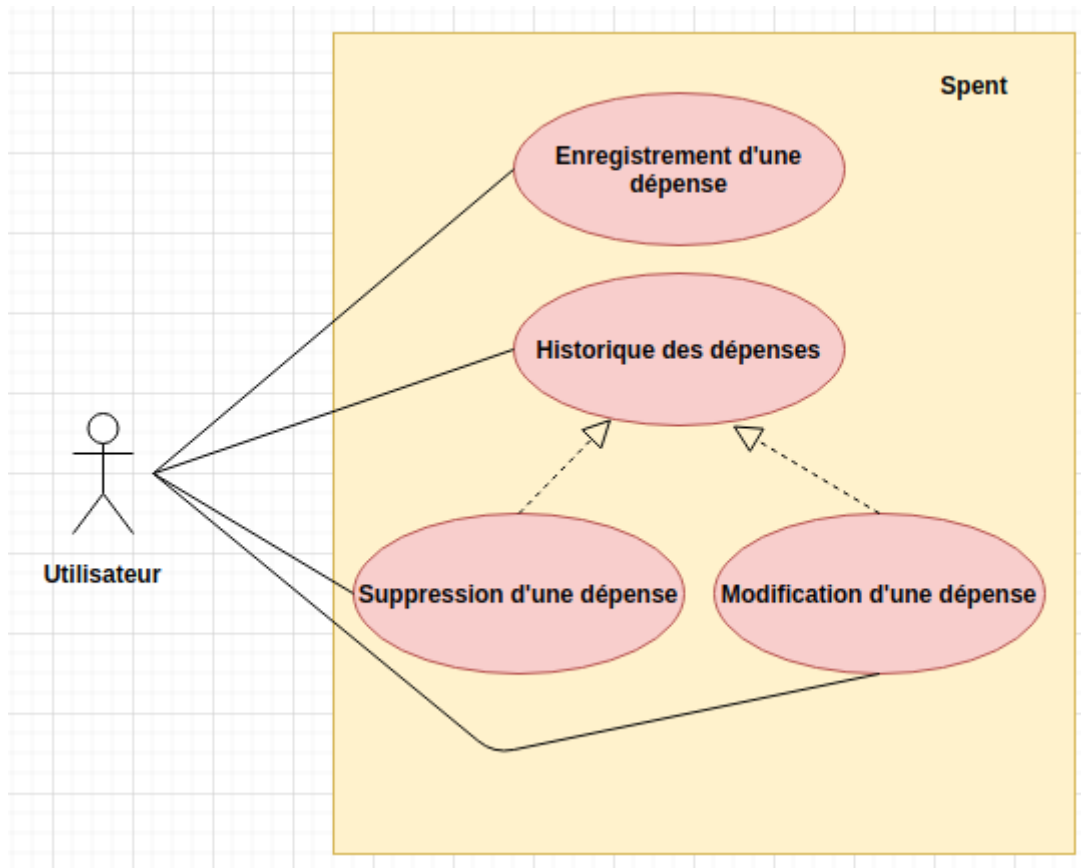 Spent
Enregistrement d'une
dépense
Historique des dépenses
Utilisateur
Suppression d'une dépense
Modification d'une dépense